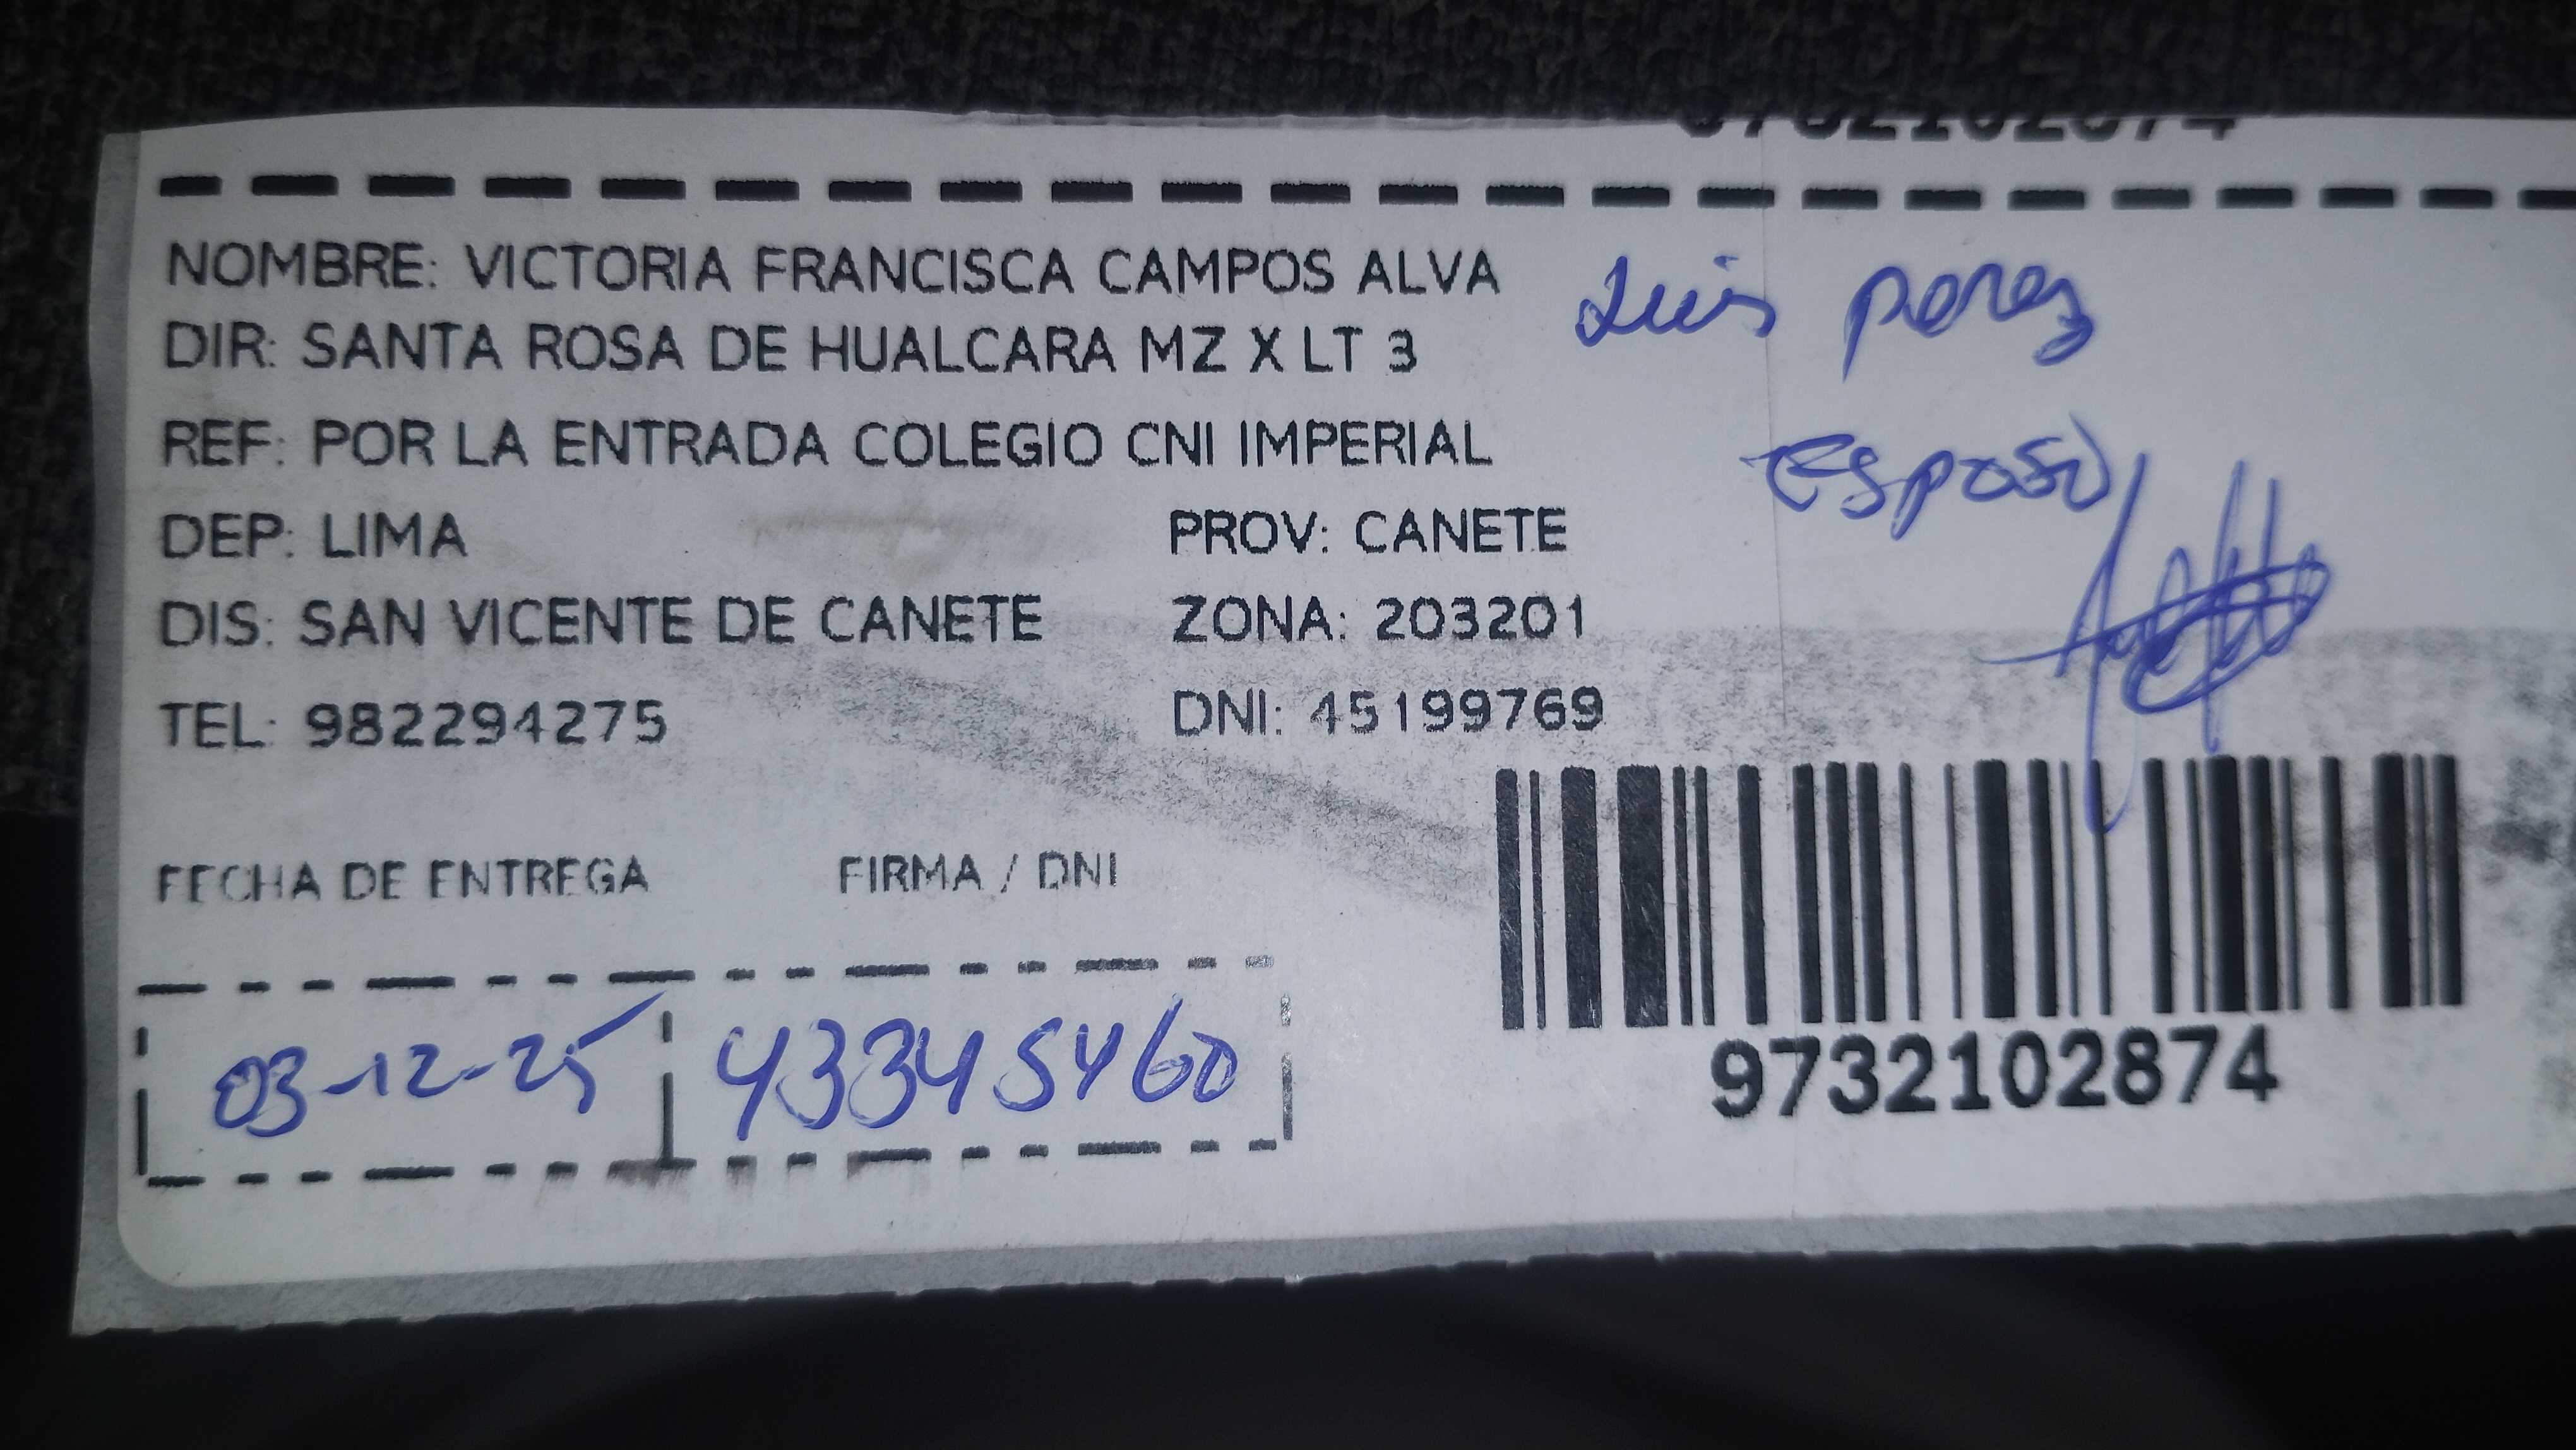 9732102874
NOMBRE: VICTORIA FRANCISCA CAMPOS ALVA
Luis perez
DIR: SANTA ROSA DE HUALCARA MZ X LT 3
REF: POR LA ENTRADA COLEGIO CNI IMPERIAL
esposo
DEP: LIMA PROV: CANETE
DIS: SAN VICENTE DE CANETE ZONA: 203201
TEL: 982294275 DNI: 45199769
FECHA DE ENTREGA FIRMA / DNI
03-12-25 43345460
9732102874